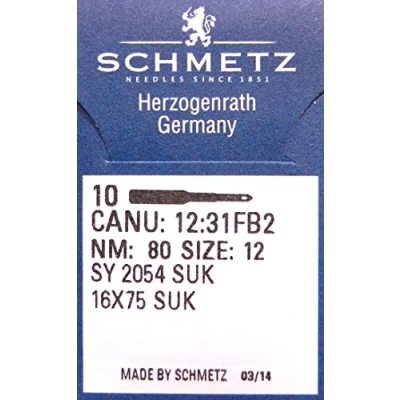 SCHMETZ
NEEDLES SINCE 1851
Herzogenrath
Germany
10
CANU: 12:31FB2
NM: 80 SIZE: 12
SY 2054 SUK
16X75 SUK
MADE BY SCHMETZ 03/14